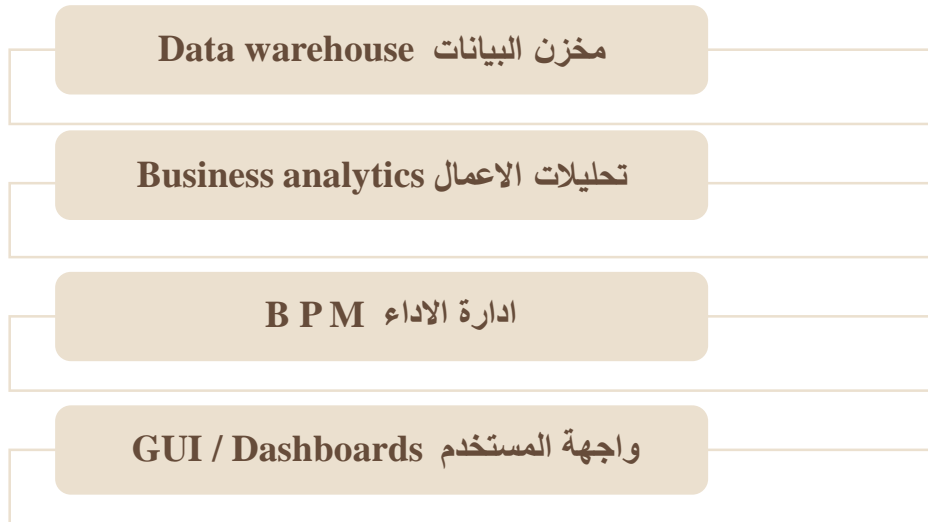 مخزن البيانات Data warehouse
تحليلات الاعمال Business analytics
ادارة الاداء B P M
واجهة المستخدم GUI / Dashboards